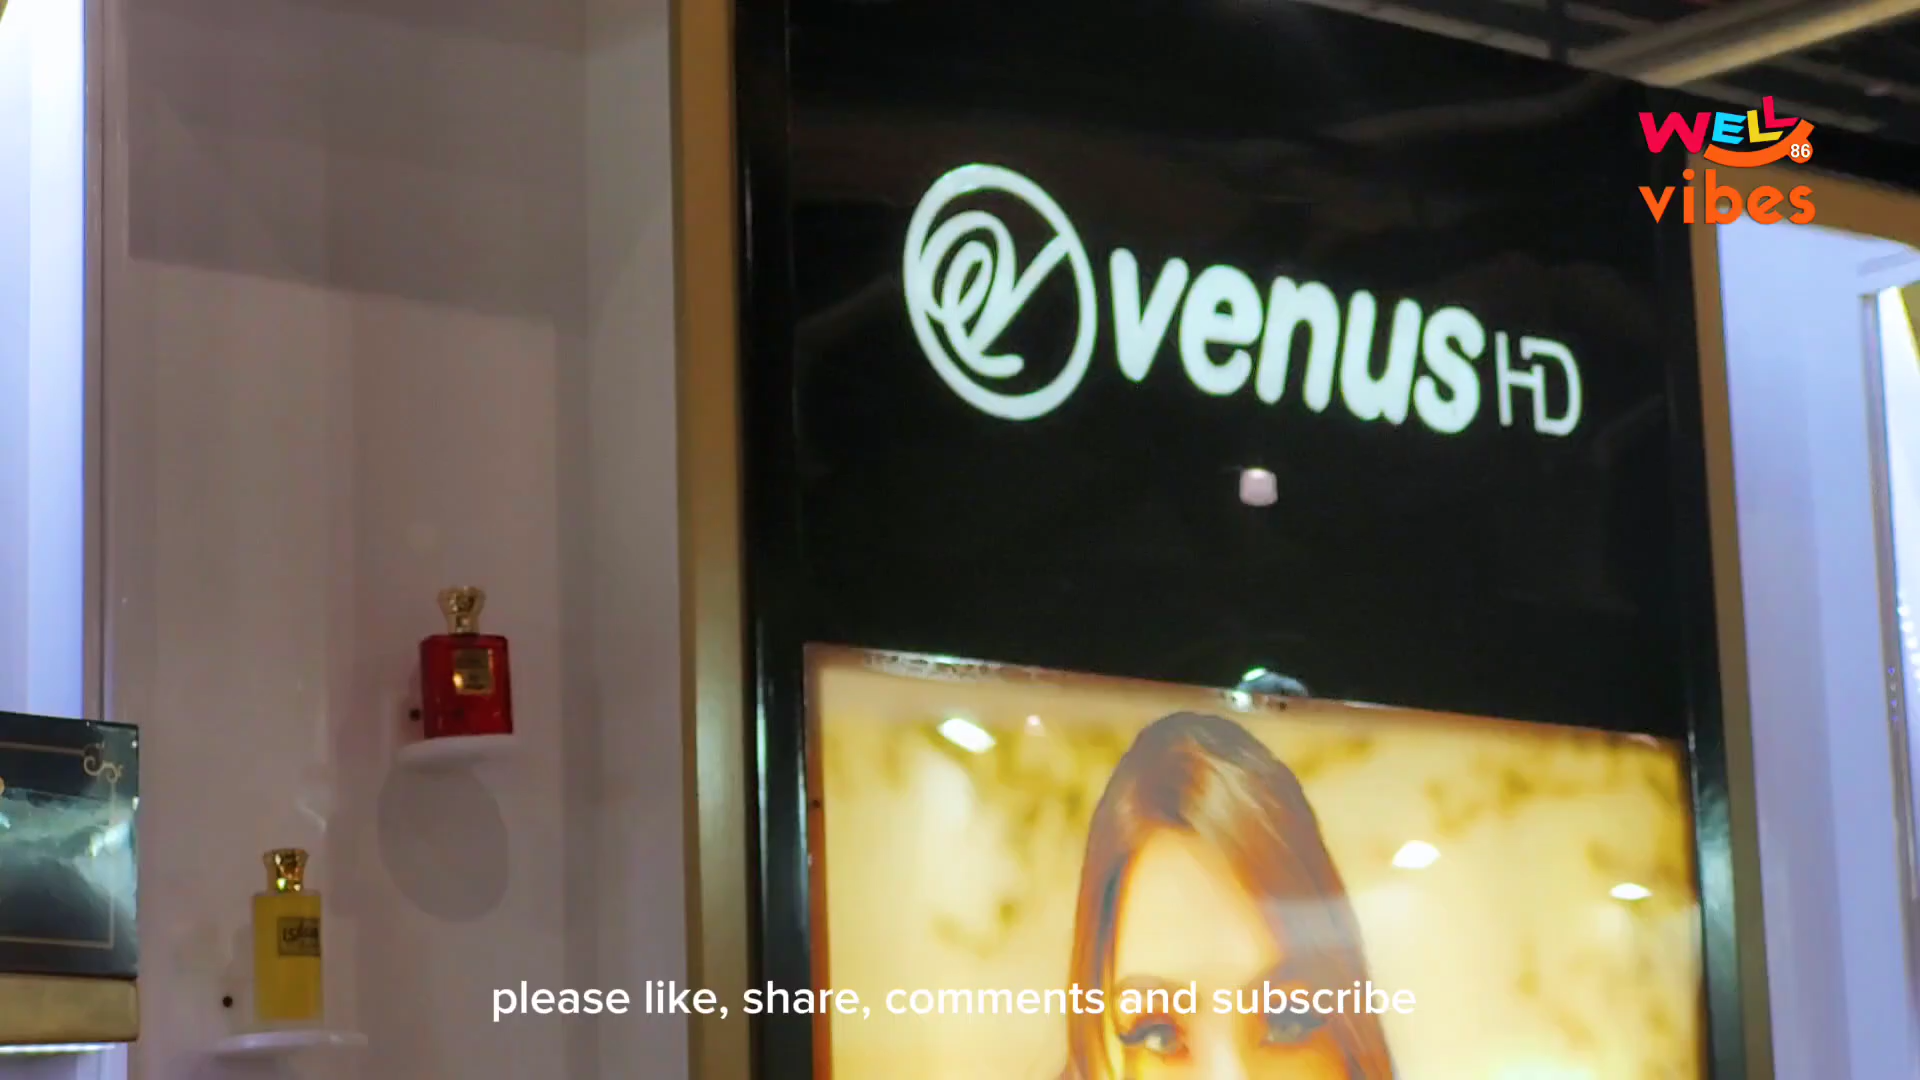 WELL
86
vibes
venus HD
please like, share, comments and subscribe